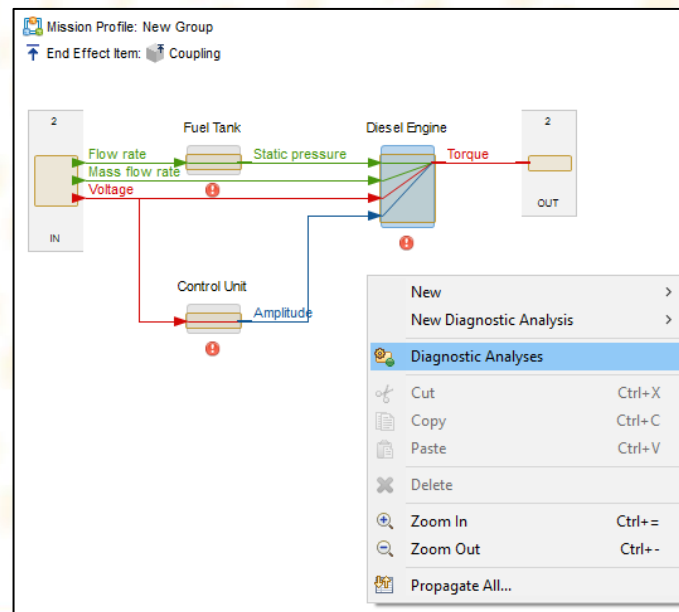 Mission Profile: New Group
End Effect Item: Coupling
2
Fuel Tank
Diesel Engine
2
Flow rate
Static pressure
Torque
Mass flow rate
Voltage
IN
OUT
Control Unit
Amplitude
New
New Diagnostic Analysis
Diagnostic Analyses
Cut Ctrl+X
Copy Ctrl+C
Paste Ctrl+V
Delete
Zoom In Ctrl+=
Zoom Out Ctrl+-
Propagate All...